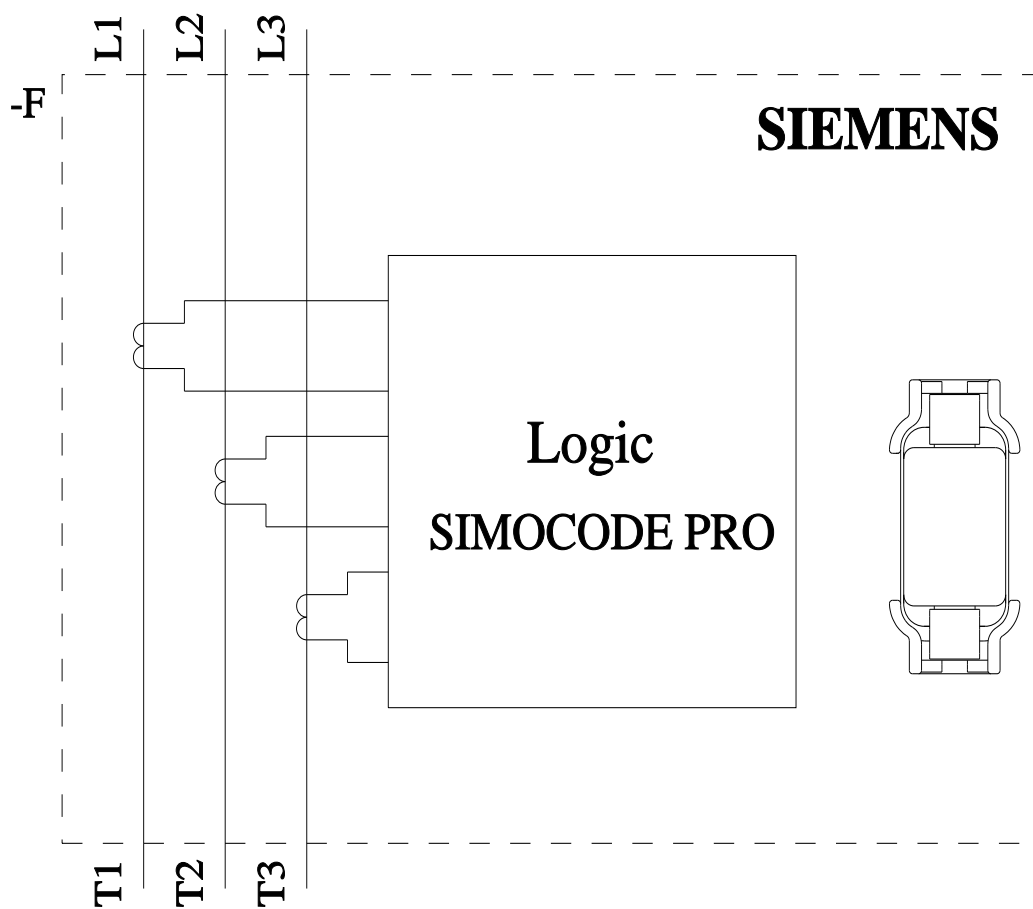 L1 L2 L3
-F
SIEMENS
Logic
SIMOCODE PRO
T1 T2 T3